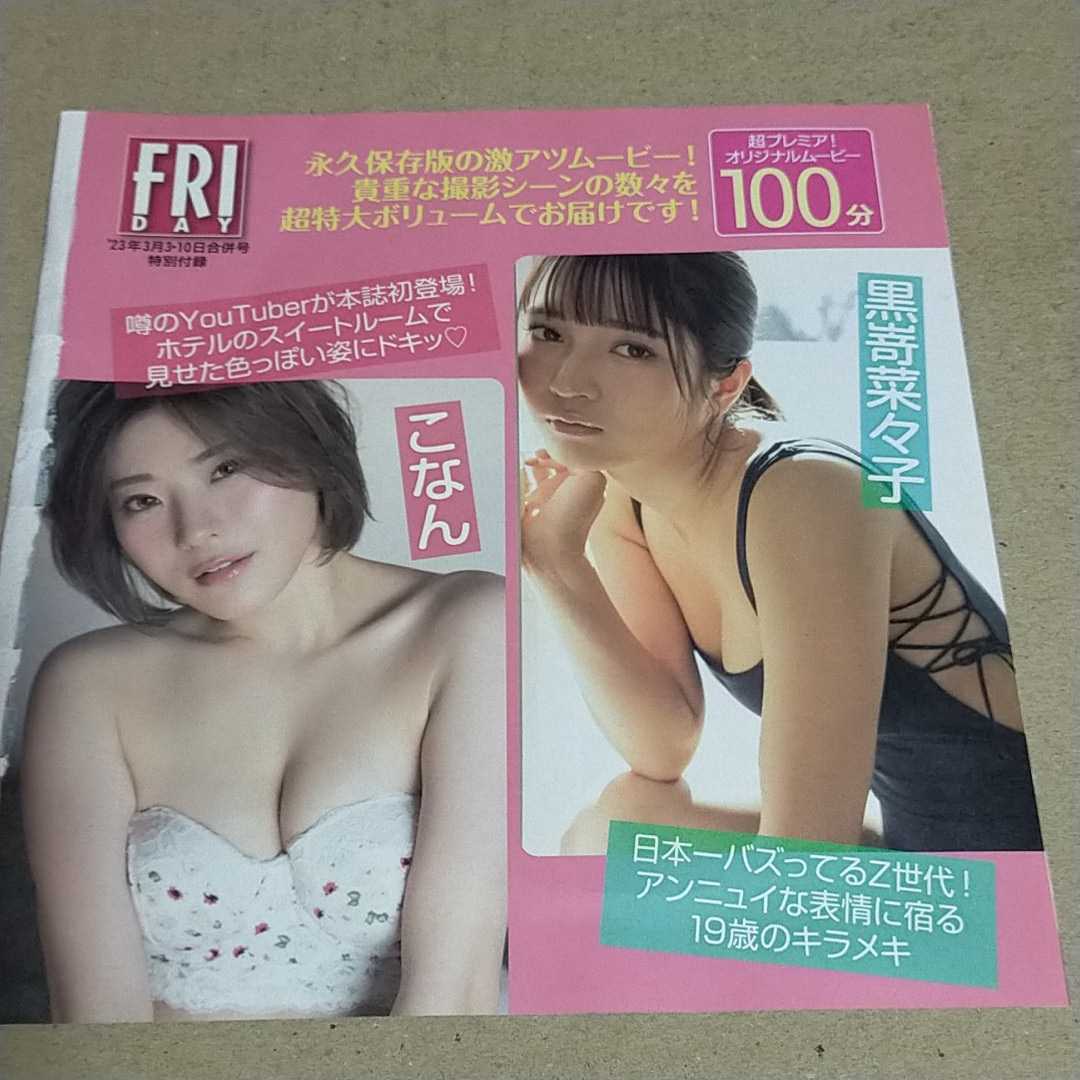 FRI
DAY
'23年3月3・10日合併号
特別付録
永久保存版の激アツムービー!
貴重な撮影シーンの数々を
超特大ボリュームでお届けです!
超プレミア!
オリジナルムービー
100分
噂のYouTuberが本誌初登場!
ホテルのスイートルームで
見せた色っぽい姿にドキッ♡
こなん
黒嵜菜々子
日本一バズってるZ世代!
アンニュイな表情に宿る
19歳のキラメキ